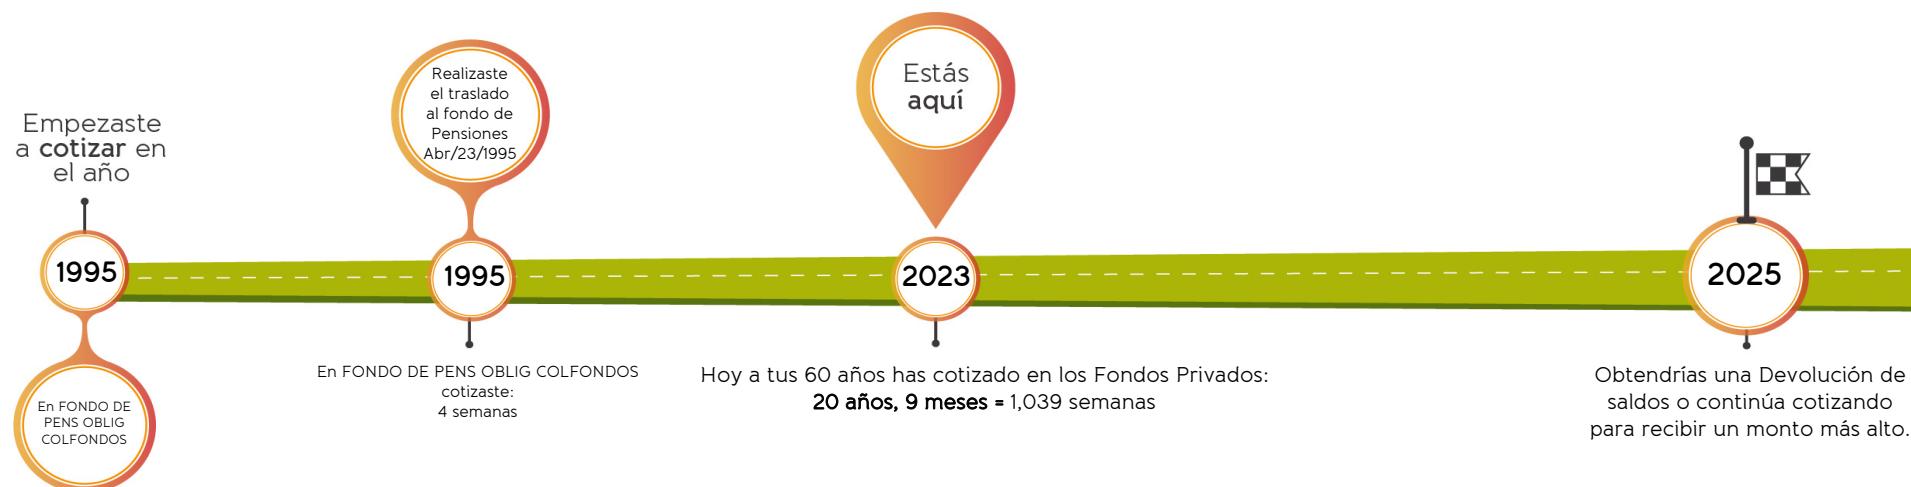 Empezaste
a cotizar en
el año
1995
En FONDO DE
PENS OBLIG
COLFONDOS
Realizaste
el traslado
al fondo de
Pensiones
Abr/23/1995
1995
En FONDO DE PENS OBLIG COLFONDOS
cotizaste:
4 semanas
Estás
aquí
2023
Hoy a tus 60 años has cotizado en los Fondos Privados:
20 años, 9 meses = 1,039 semanas
2025
Obtendrías una Devolución de
saldos o continúa cotizando
para recibir un monto más alto.